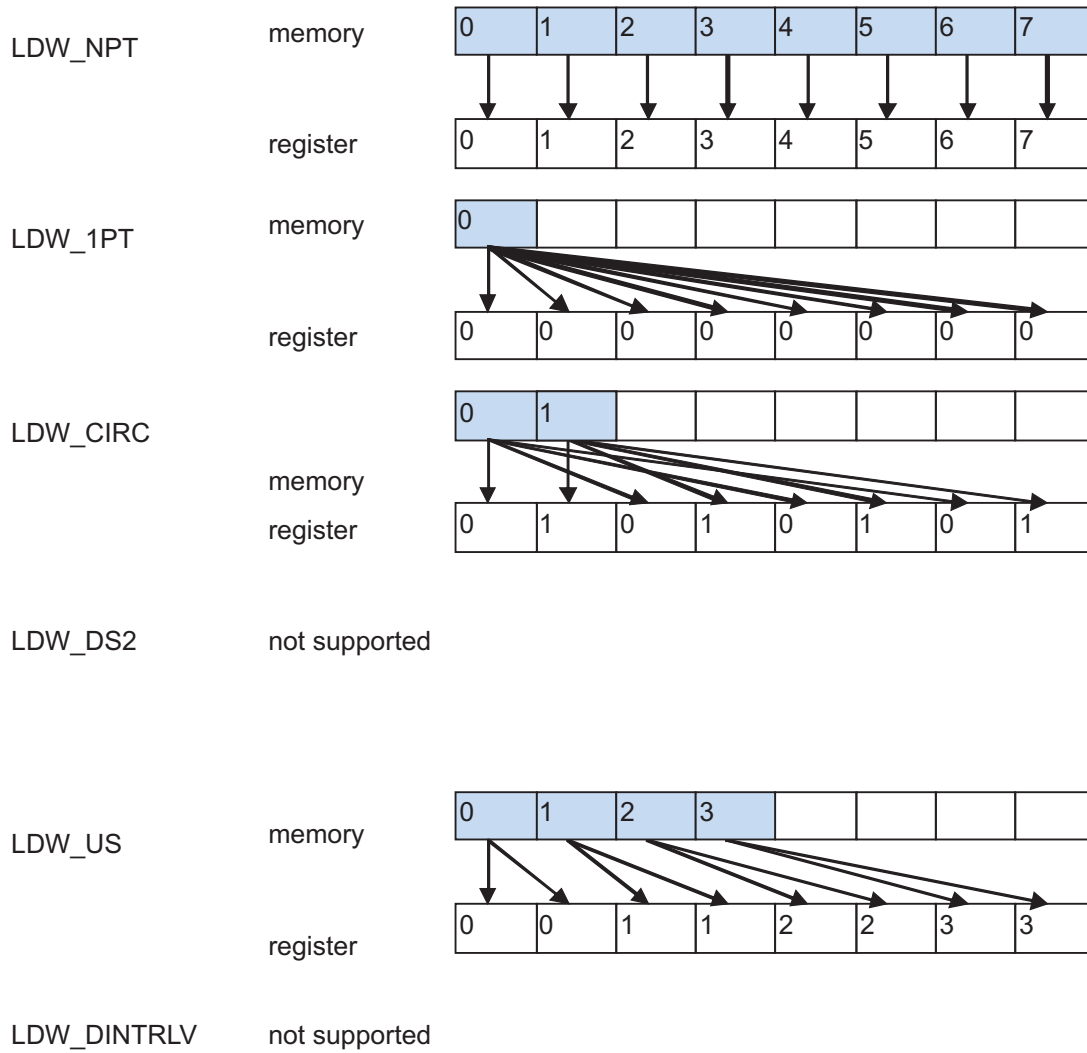 LDW_NPT
memory
0 1 2 3 4 5 6 7
register
0 1 2 3 4 5 6 7
LDW_1PT
memory
0
register
0 0 0 0 0 0 0 0
LDW_CIRC
0 1
memory
register
0 1 0 1 0 1 0 1
LDW_DS2 not supported
LDW_US
memory
0 1 2 3
register
0 0 1 1 2 2 3 3
LDW_DINTRLV not supported